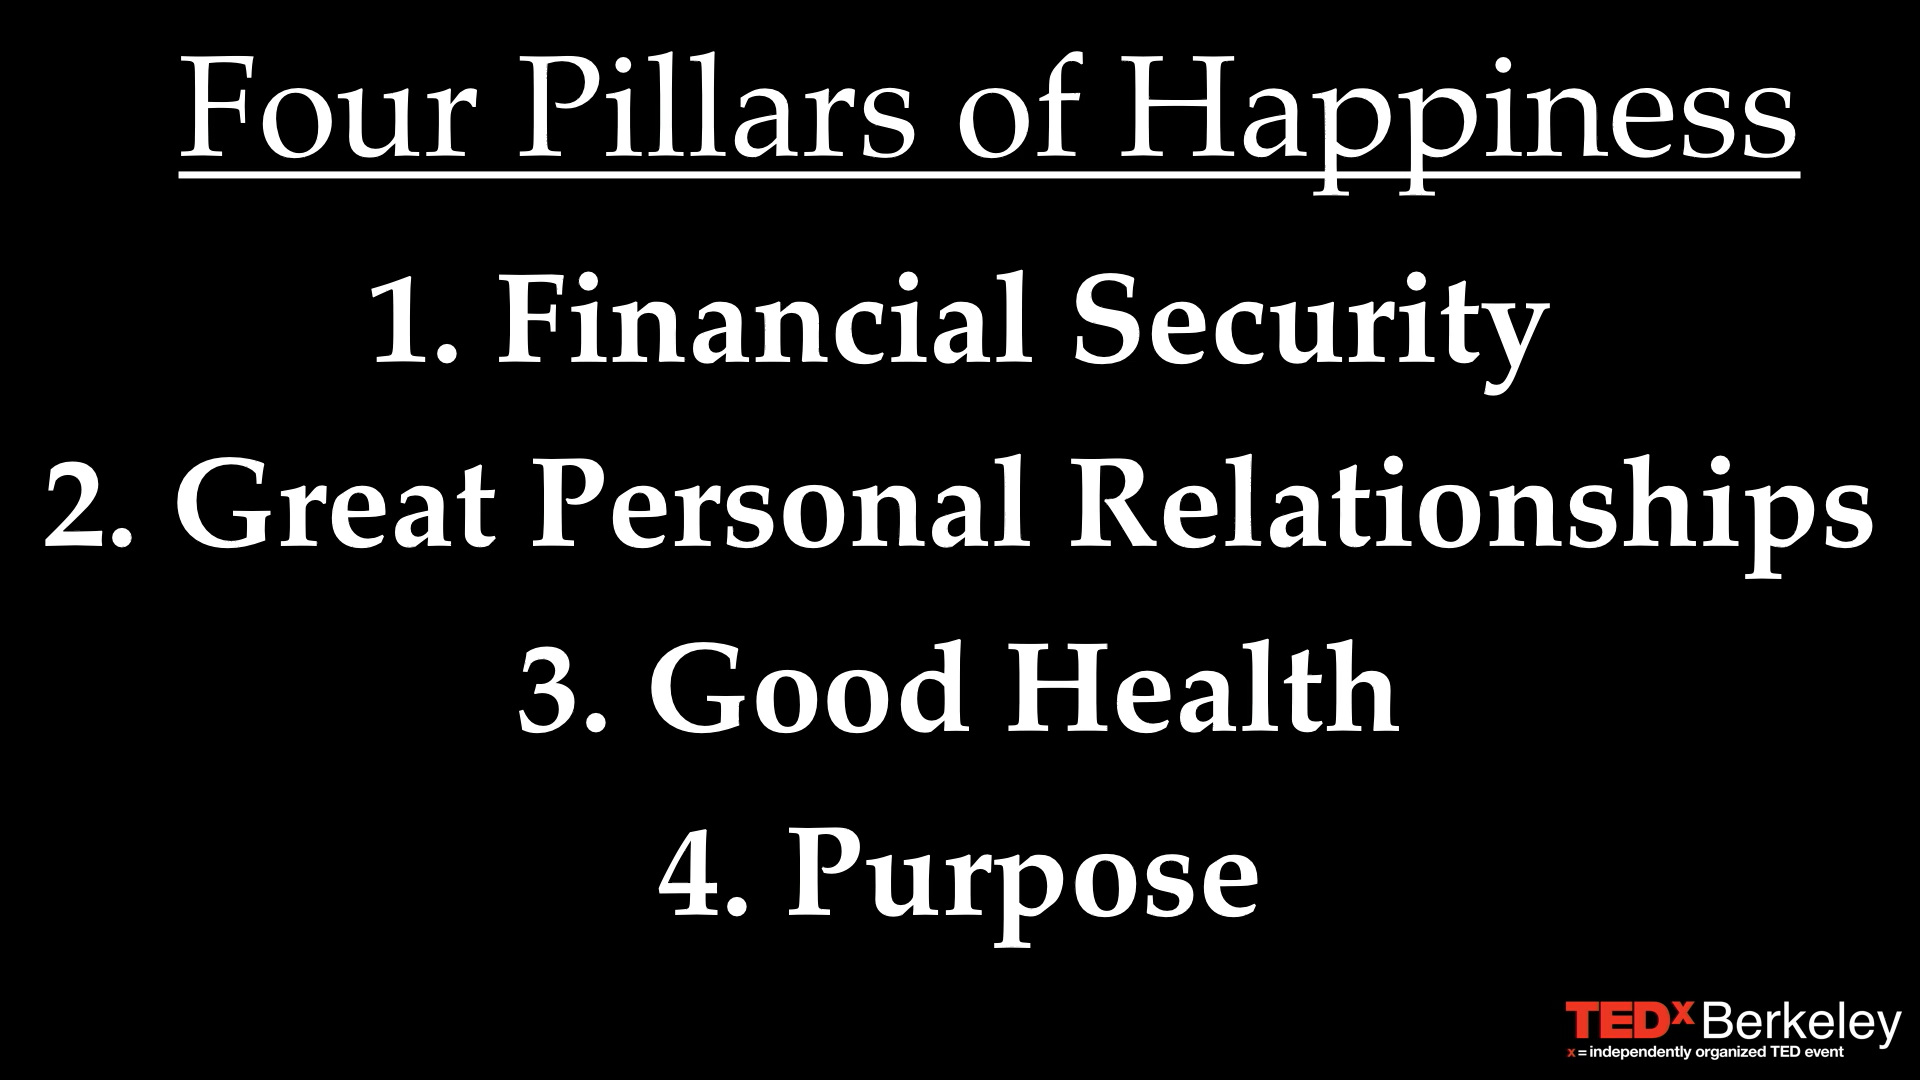 Four Pillars of Happiness
1. Financial Security
2. Great Personal Relationships
3. Good Health
4. Purpose
TEDx Berkeley
x = independently organized TED event